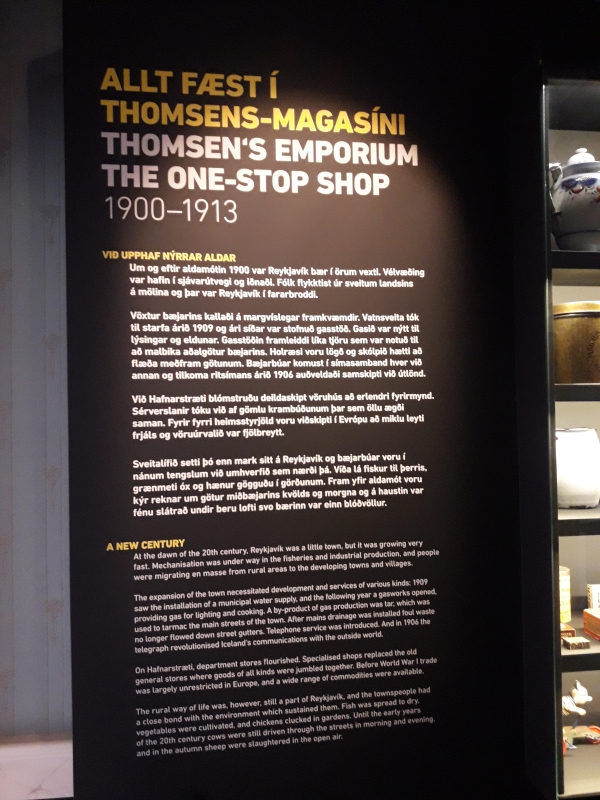 ALLT FÆST Í
THOMSENS-MAGASÍNI
THOMSEN'S EMPORIUM
THE ONE-STOP SHOP
1900–1913
VIÐ UPPHAF NÝRRAR ALDAR
Um og eftir aldamótin 1900 var Reykjavík bær í örum vexti. Vélvæðing
var hafin í sjávarútvegi og iðnaði. Fólk flykktist úr sveitum landsins
á mölina og þar var Reykjavík í fararbroddi.
Vöxtur bæjarins kallaði á margvíslegar framkvæmdir. Vatnsveita tók
til starfa árið 1909 og ári síðar var stofnuð gasstöð. Gasið var nýtt til
lýsingar og eldunar. Gasstöðin framleiddi líka tjöru sem var notuð til
að malbika aðalgötur bæjarins. Holræsi voru lögð og skólpið hætti að
flæða meðfram götunum. Bæjarbúar komust í símasamband hver við
annan og tilkoma ritsímans árið 1906 auðveldaði samskipti við útlönd.
Við Hafnarstræti blómstruðu deildaskipt vöruhús að erlendri fyrirmynd.
Sérverslanir tóku við af gömlu krambúðunum þar sem öllu ægði
saman. Fyrir fyrri heimsstyrjöld voru viðskipti í Evrópu að miklu leyti
frjáls og vöruúrvalið var fjölbreytt.
Sveitalífið setti þó enn mark sitt á Reykjavík og bæjarbúar voru í
nánum tengslum við umhverfið sem nærði þá. Víða lá fiskur til þerris,
grænmeti óx og hænur gögguðu í görðunum. Fram yfir aldamót voru
kýr reknar um götur miðbæjarins kvölds og morgna og á haustin var
fénu slátrað undir beru lofti svo bærinn var einn blóðvöllur.
A NEW CENTURY
At the dawn of the 20th century, Reykjavík was a little town, but it was growing very
fast. Mechanisation was under way in the fisheries and industrial production, and people
were migrating en masse from rural areas to the developing towns and villages.
The expansion of the town necessitated development and services of various kinds: 1909
saw the installation of a municipal water supply, and the following year a gasworks opened,
providing gas for lighting and cooking. A by-product of gas production was tar, which was
used to tarmac the main streets of the town. After mains drainage was installed foul waste
no longer flowed down street gutters. Telephone service was introduced. And in 1906 the
telegraph revolutionised Iceland's communications with the outside world.
On Hafnarstræti, department stores flourished. Specialised shops replaced the old
general stores where goods of all kinds were jumbled together. Before World War I trade
was largely unrestricted in Europe, and a wide range of commodities were available.
The rural way of life was, however, still a part of Reykjavík, and the townspeople had
a close bond with the environment which sustained them. Fish was spread to dry,
vegetables were cultivated, and chickens clucked in gardens. Until the early years
of the 20th century cows were still driven through the streets in morning and evening,
and in the autumn sheep were slaughtered in the open air.